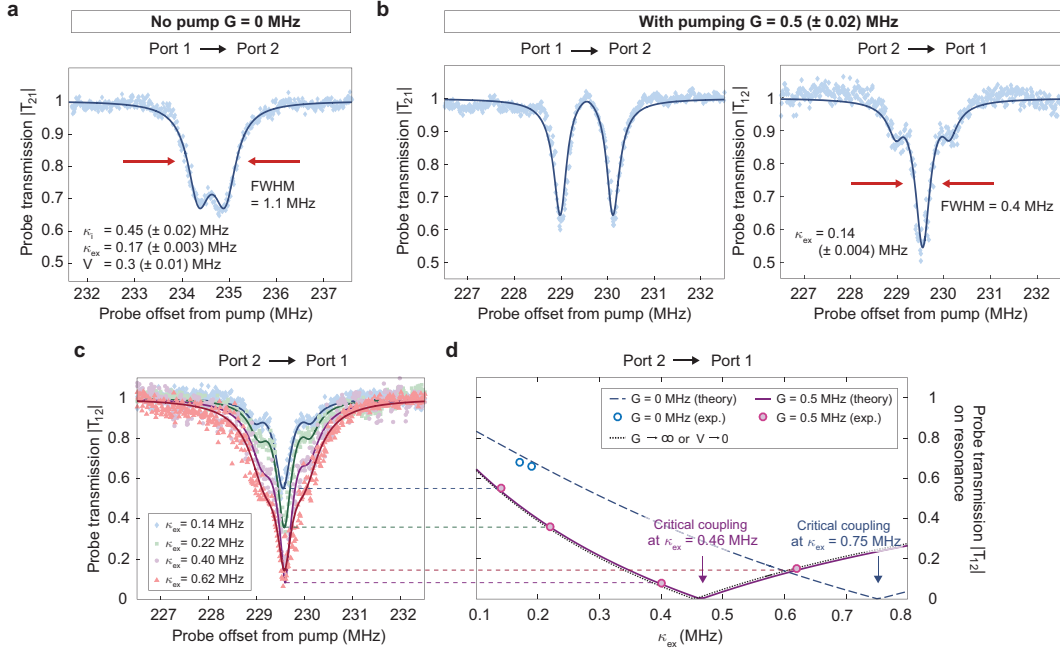 a
No pump G = 0 MHz
Port 1 → Port 2
Probe transmission |T21|
1
0.9
0.8
0.7
0.6
0.5
FWHM
= 1.1 MHz
κi = 0.45 (± 0.02) MHz
κex = 0.17 (± 0.003) MHz
V = 0.3 (± 0.01) MHz
232 233 234 235 236 237
Probe offset from pump (MHz)
b
With pumping G = 0.5 (± 0.02) MHz
Port 1 → Port 2
Probe transmission |T21|
1
0.9
0.8
0.7
0.6
0.5
227 228 229 230 231 232
Probe offset from pump (MHz)
Port 2 → Port 1
Probe transmission |T12|
1
0.9
0.8
0.7
0.6
0.5
FWHM = 0.4 MHz
κex = 0.14
(± 0.004) MHz
227 228 229 230 231 232
Probe offset from pump (MHz)
c
Port 2 → Port 1
Probe transmission |T12|
1
0.8
0.6
0.4
0.2
0
κex = 0.14 MHz
κex = 0.22 MHz
κex = 0.40 MHz
κex = 0.62 MHz
227 228 229 230 231 232
Probe offset from pump (MHz)
d
Port 2 → Port 1
G = 0 MHz (theory)
G = 0 MHz (exp.)
G → ∞ or V → 0
G = 0.5 MHz (theory)
G = 0.5 MHz (exp.)
Critical coupling
at κex = 0.46 MHz
Critical coupling
at κex = 0.75 MHz
1
0.8
0.6
0.4
0.2
0
Probe transmission |T12|
on resonance
0.1 0.2 0.3 0.4 0.5 0.6 0.7 0.8
κex (MHz)